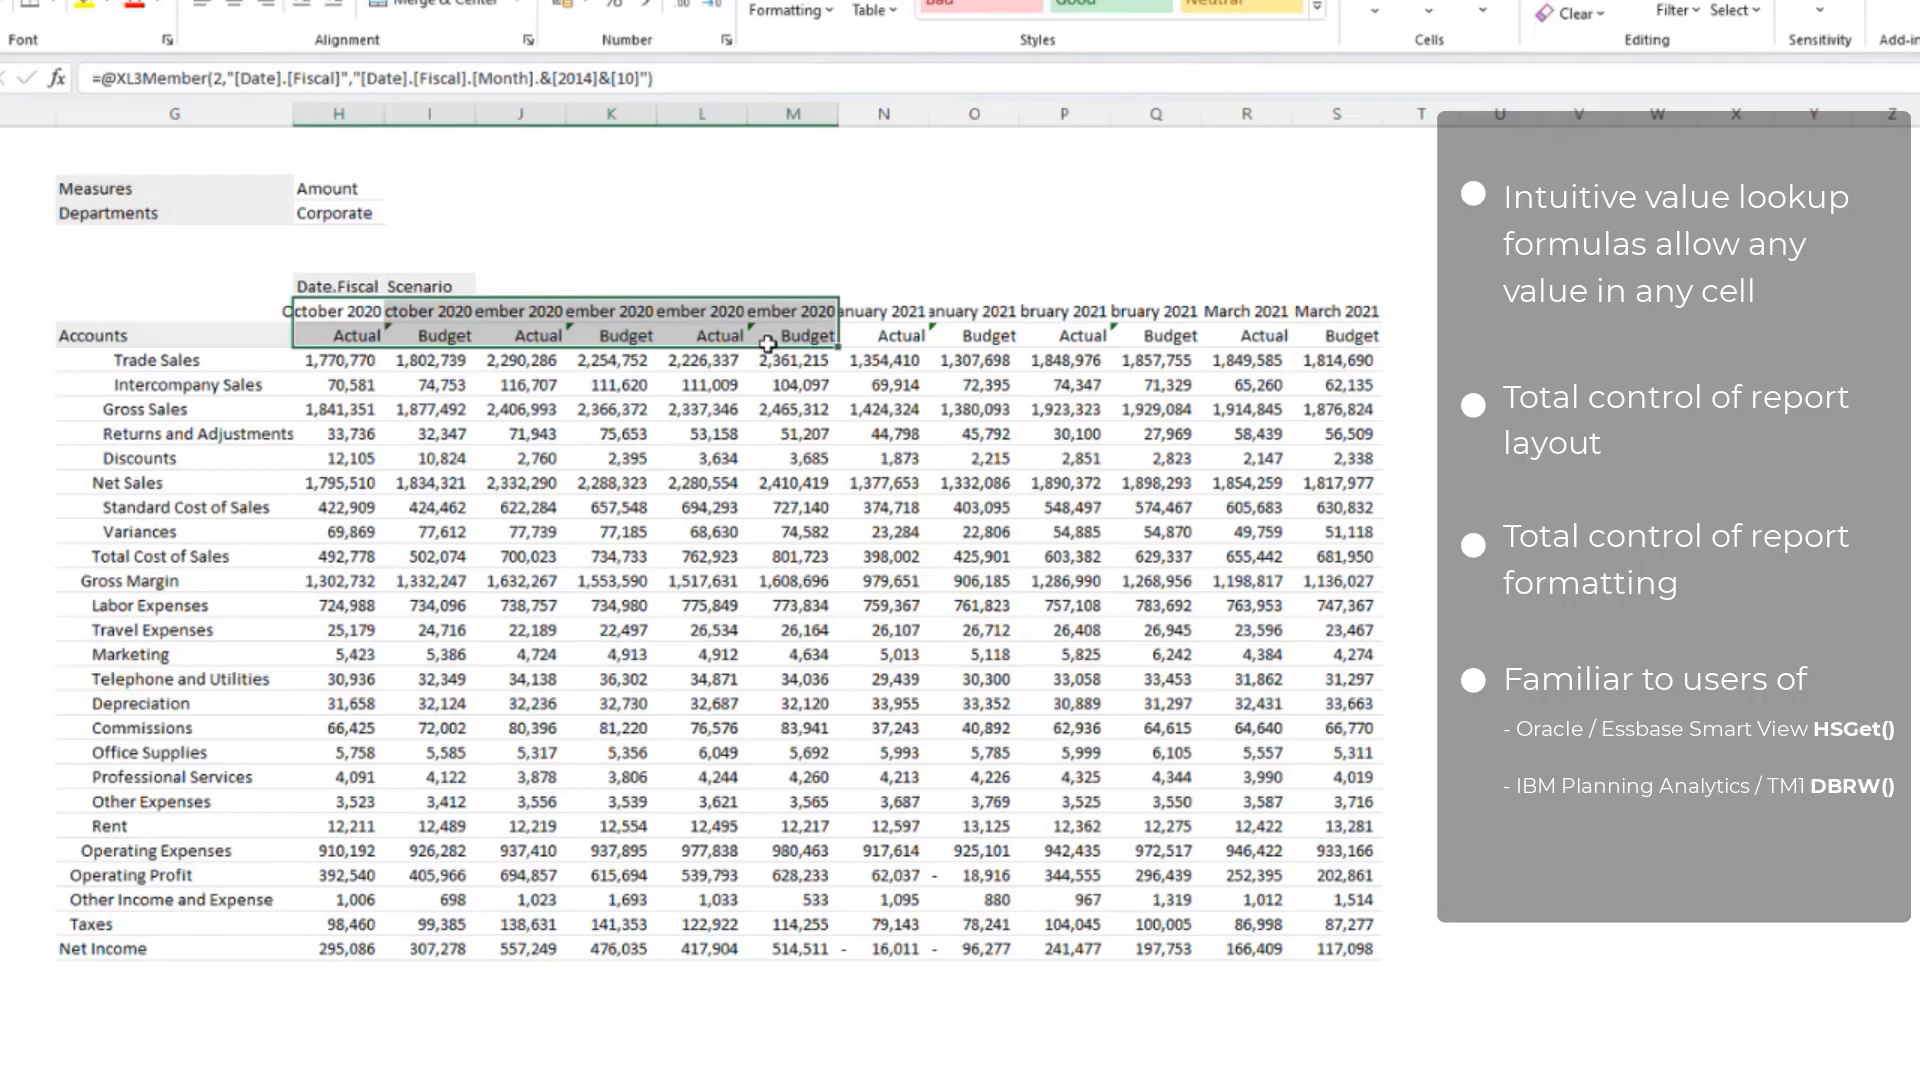 Merge & Center
Formatting Table Bad Good Neutral Clear Filter Select
Font Alignment Number Styles Cells Editing Sensitivity Add-in
fx =@XL3Member(2,"[Date].[Fiscal]","[Date].[Fiscal].[Month].&[2014]&[10]")
G H I J K L M N O P Q R S T U V W X Y Z
Measures Amount
Departments Corporate
Date.Fiscal Scenario
October 2020 ctober 2020 ember 2020 ember 2020 ember 2020 ember 2020 anuary 2021 anuary 2021 bruary 2021 bruary 2021 March 2021 March 2021
Accounts Actual Budget Actual Budget Actual Budget Actual Budget Actual Budget Actual Budget
Trade Sales 1,770,770 1,802,739 2,290,286 2,254,752 2,226,337 2,361,215 1,354,410 1,307,698 1,848,976 1,857,755 1,849,585 1,814,690
Intercompany Sales 70,581 74,753 116,707 111,620 111,009 104,097 69,914 72,395 74,347 71,329 65,260 62,135
Gross Sales 1,841,351 1,877,492 2,406,993 2,366,372 2,337,346 2,465,312 1,424,324 1,380,093 1,923,323 1,929,084 1,914,845 1,876,824
Returns and Adjustments 33,736 32,347 71,943 75,653 53,158 51,207 44,798 45,792 30,100 27,969 58,439 56,509
Discounts 12,105 10,824 2,760 2,395 3,634 3,685 1,873 2,215 2,851 2,823 2,147 2,338
Net Sales 1,795,510 1,834,321 2,332,290 2,288,323 2,280,554 2,410,419 1,377,653 1,332,086 1,890,372 1,898,293 1,854,259 1,817,977
Standard Cost of Sales 422,909 424,462 622,284 657,548 694,293 727,140 374,718 403,095 548,497 574,467 605,683 630,832
Variances 69,869 77,612 77,739 77,185 68,630 74,582 23,284 22,806 54,885 54,870 49,759 51,118
Total Cost of Sales 492,778 502,074 700,023 734,733 762,923 801,723 398,002 425,901 603,382 629,337 655,442 681,950
Gross Margin 1,302,732 1,332,247 1,632,267 1,553,590 1,517,631 1,608,696 979,651 906,185 1,286,990 1,268,956 1,198,817 1,136,027
Labor Expenses 724,988 734,096 738,757 734,980 775,849 773,834 759,367 761,823 757,108 783,692 763,953 747,367
Travel Expenses 25,179 24,716 22,189 22,497 26,534 26,164 26,107 26,712 26,408 26,945 23,596 23,467
Marketing 5,423 5,386 4,724 4,913 4,912 4,634 5,013 5,118 5,825 6,242 4,384 4,274
Telephone and Utilities 30,936 32,349 34,138 36,302 34,871 34,036 29,439 30,300 33,058 33,453 31,862 31,297
Depreciation 31,658 32,124 32,236 32,730 32,687 32,120 33,955 33,352 30,889 31,297 32,431 33,663
Commissions 66,425 72,002 80,396 81,220 76,576 83,941 37,243 40,892 62,936 64,615 64,640 66,770
Office Supplies 5,758 5,585 5,317 5,356 6,049 5,692 5,993 5,785 5,999 6,105 5,557 5,311
Professional Services 4,091 4,122 3,878 3,806 4,244 4,260 4,213 4,226 4,325 4,344 3,990 4,019
Other Expenses 3,523 3,412 3,556 3,539 3,621 3,565 3,687 3,769 3,525 3,550 3,587 3,716
Rent 12,211 12,489 12,219 12,554 12,495 12,217 12,597 13,125 12,362 12,275 12,422 13,281
Operating Expenses 910,192 926,282 937,410 937,895 977,838 980,463 917,614 925,101 942,435 972,517 946,422 933,166
Operating Profit 392,540 405,966 694,857 615,694 539,793 628,233 62,037 - 18,916 344,555 296,439 252,395 202,861
Other Income and Expense 1,006 698 1,023 1,693 1,033 533 1,095 880 967 1,319 1,012 1,514
Taxes 98,460 99,385 138,631 141,353 122,922 114,255 79,143 78,241 104,045 100,005 86,998 87,277
Net Income 295,086 307,278 557,249 476,035 417,904 514,511 - 16,011 - 96,277 241,477 197,753 166,409 117,098
Intuitive value lookup
formulas allow any
value in any cell
Total control of report
layout
Total control of report
formatting
Familiar to users of
- Oracle / Essbase Smart View HSGet()
- IBM Planning Analytics / TM1 DBRW()